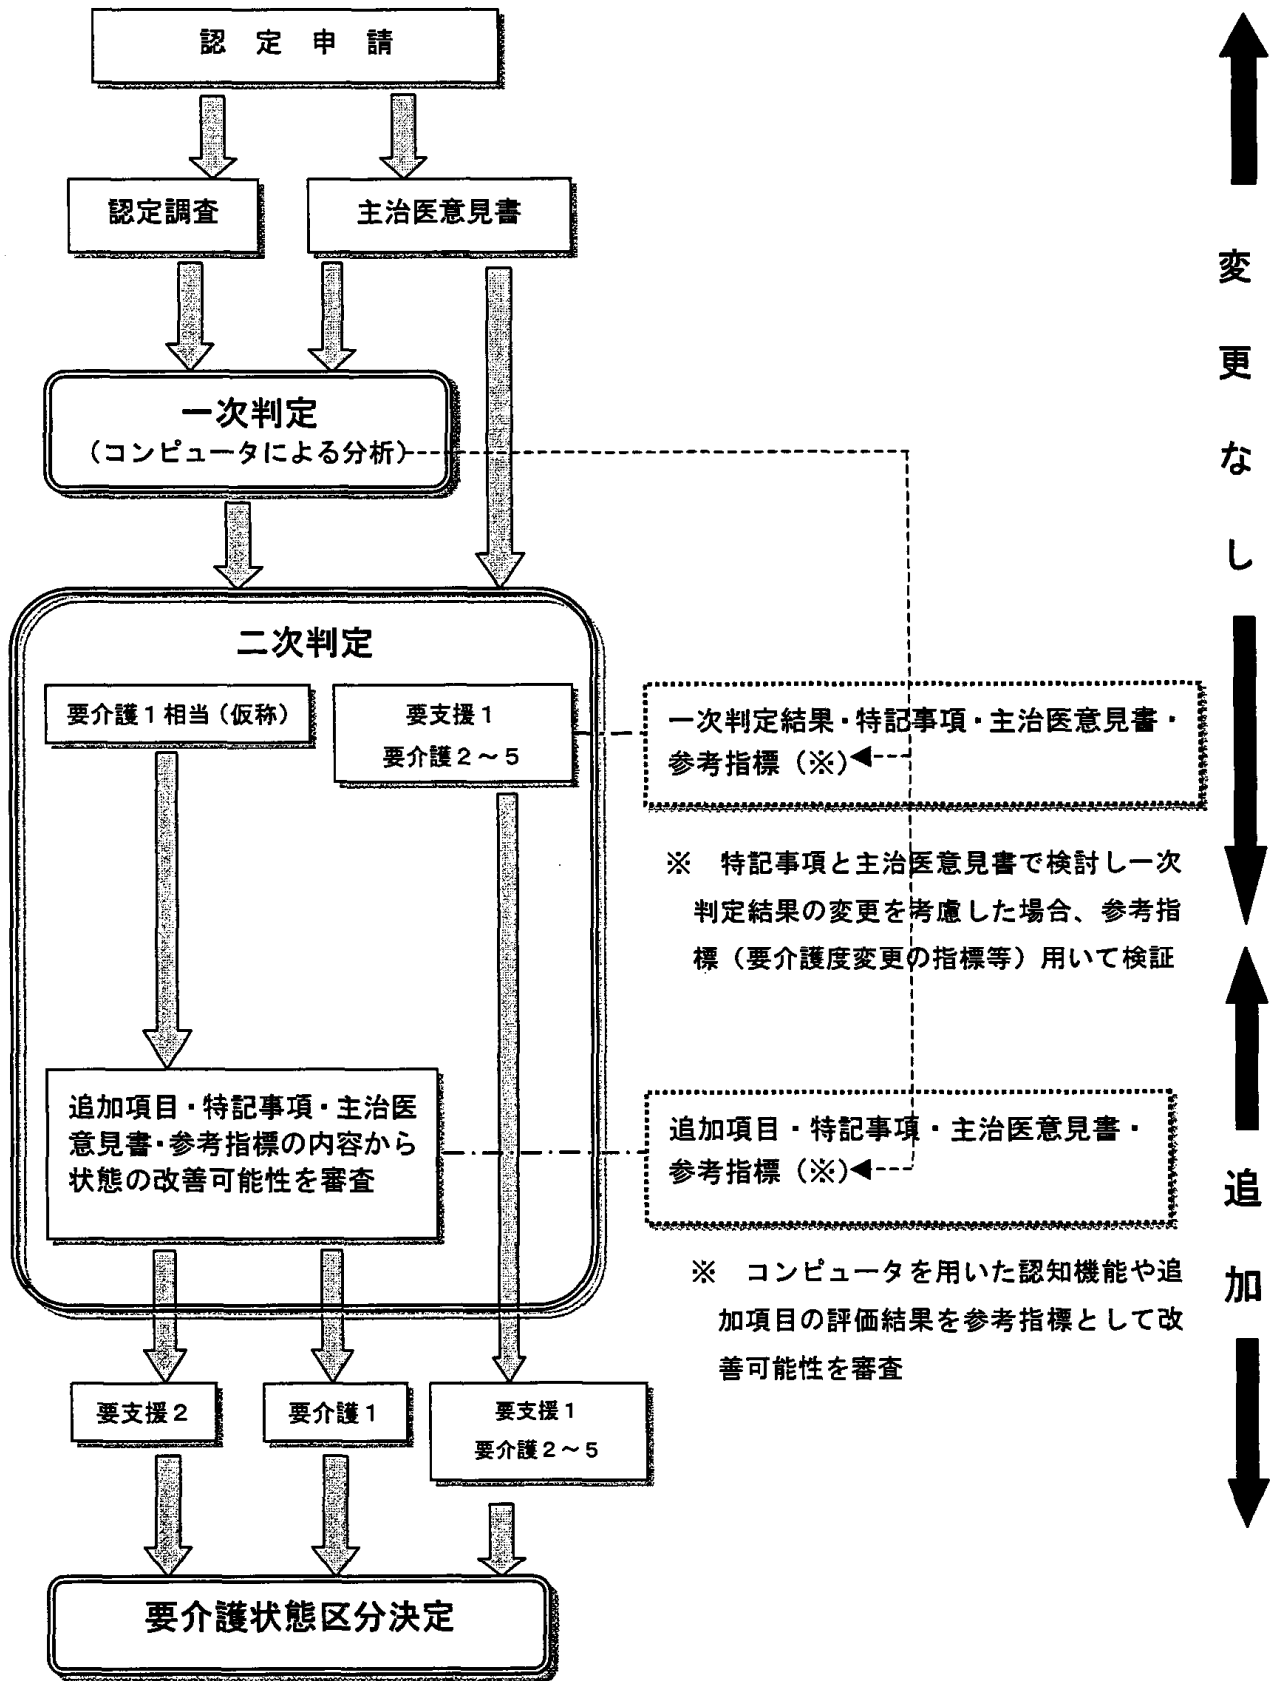 認 定 申 請
認定調査
主治医意見書
一次判定
(コンピュータによる分析)
二次判定
要介護1相当(仮称)
要支援1
要介護2~5
一次判定結果・特記事項・主治医意見書・
参考指標(※)
※ 特記事項と主治医意見書で検討し一次
判定結果の変更を考慮した場合、参考指
標(要介護度変更の指標等)用いて検証
追加項目・特記事項・主治医
意見書・参考指標の内容から
状態の改善可能性を審査
追加項目・特記事項・主治医意見書・
参考指標(※)
※ コンピュータを用いた認知機能や追
加項目の評価結果を参考指標として改
善可能性を審査
要支援2
要介護1
要支援1
要介護2~5
要介護状態区分決定
変更なし
追加